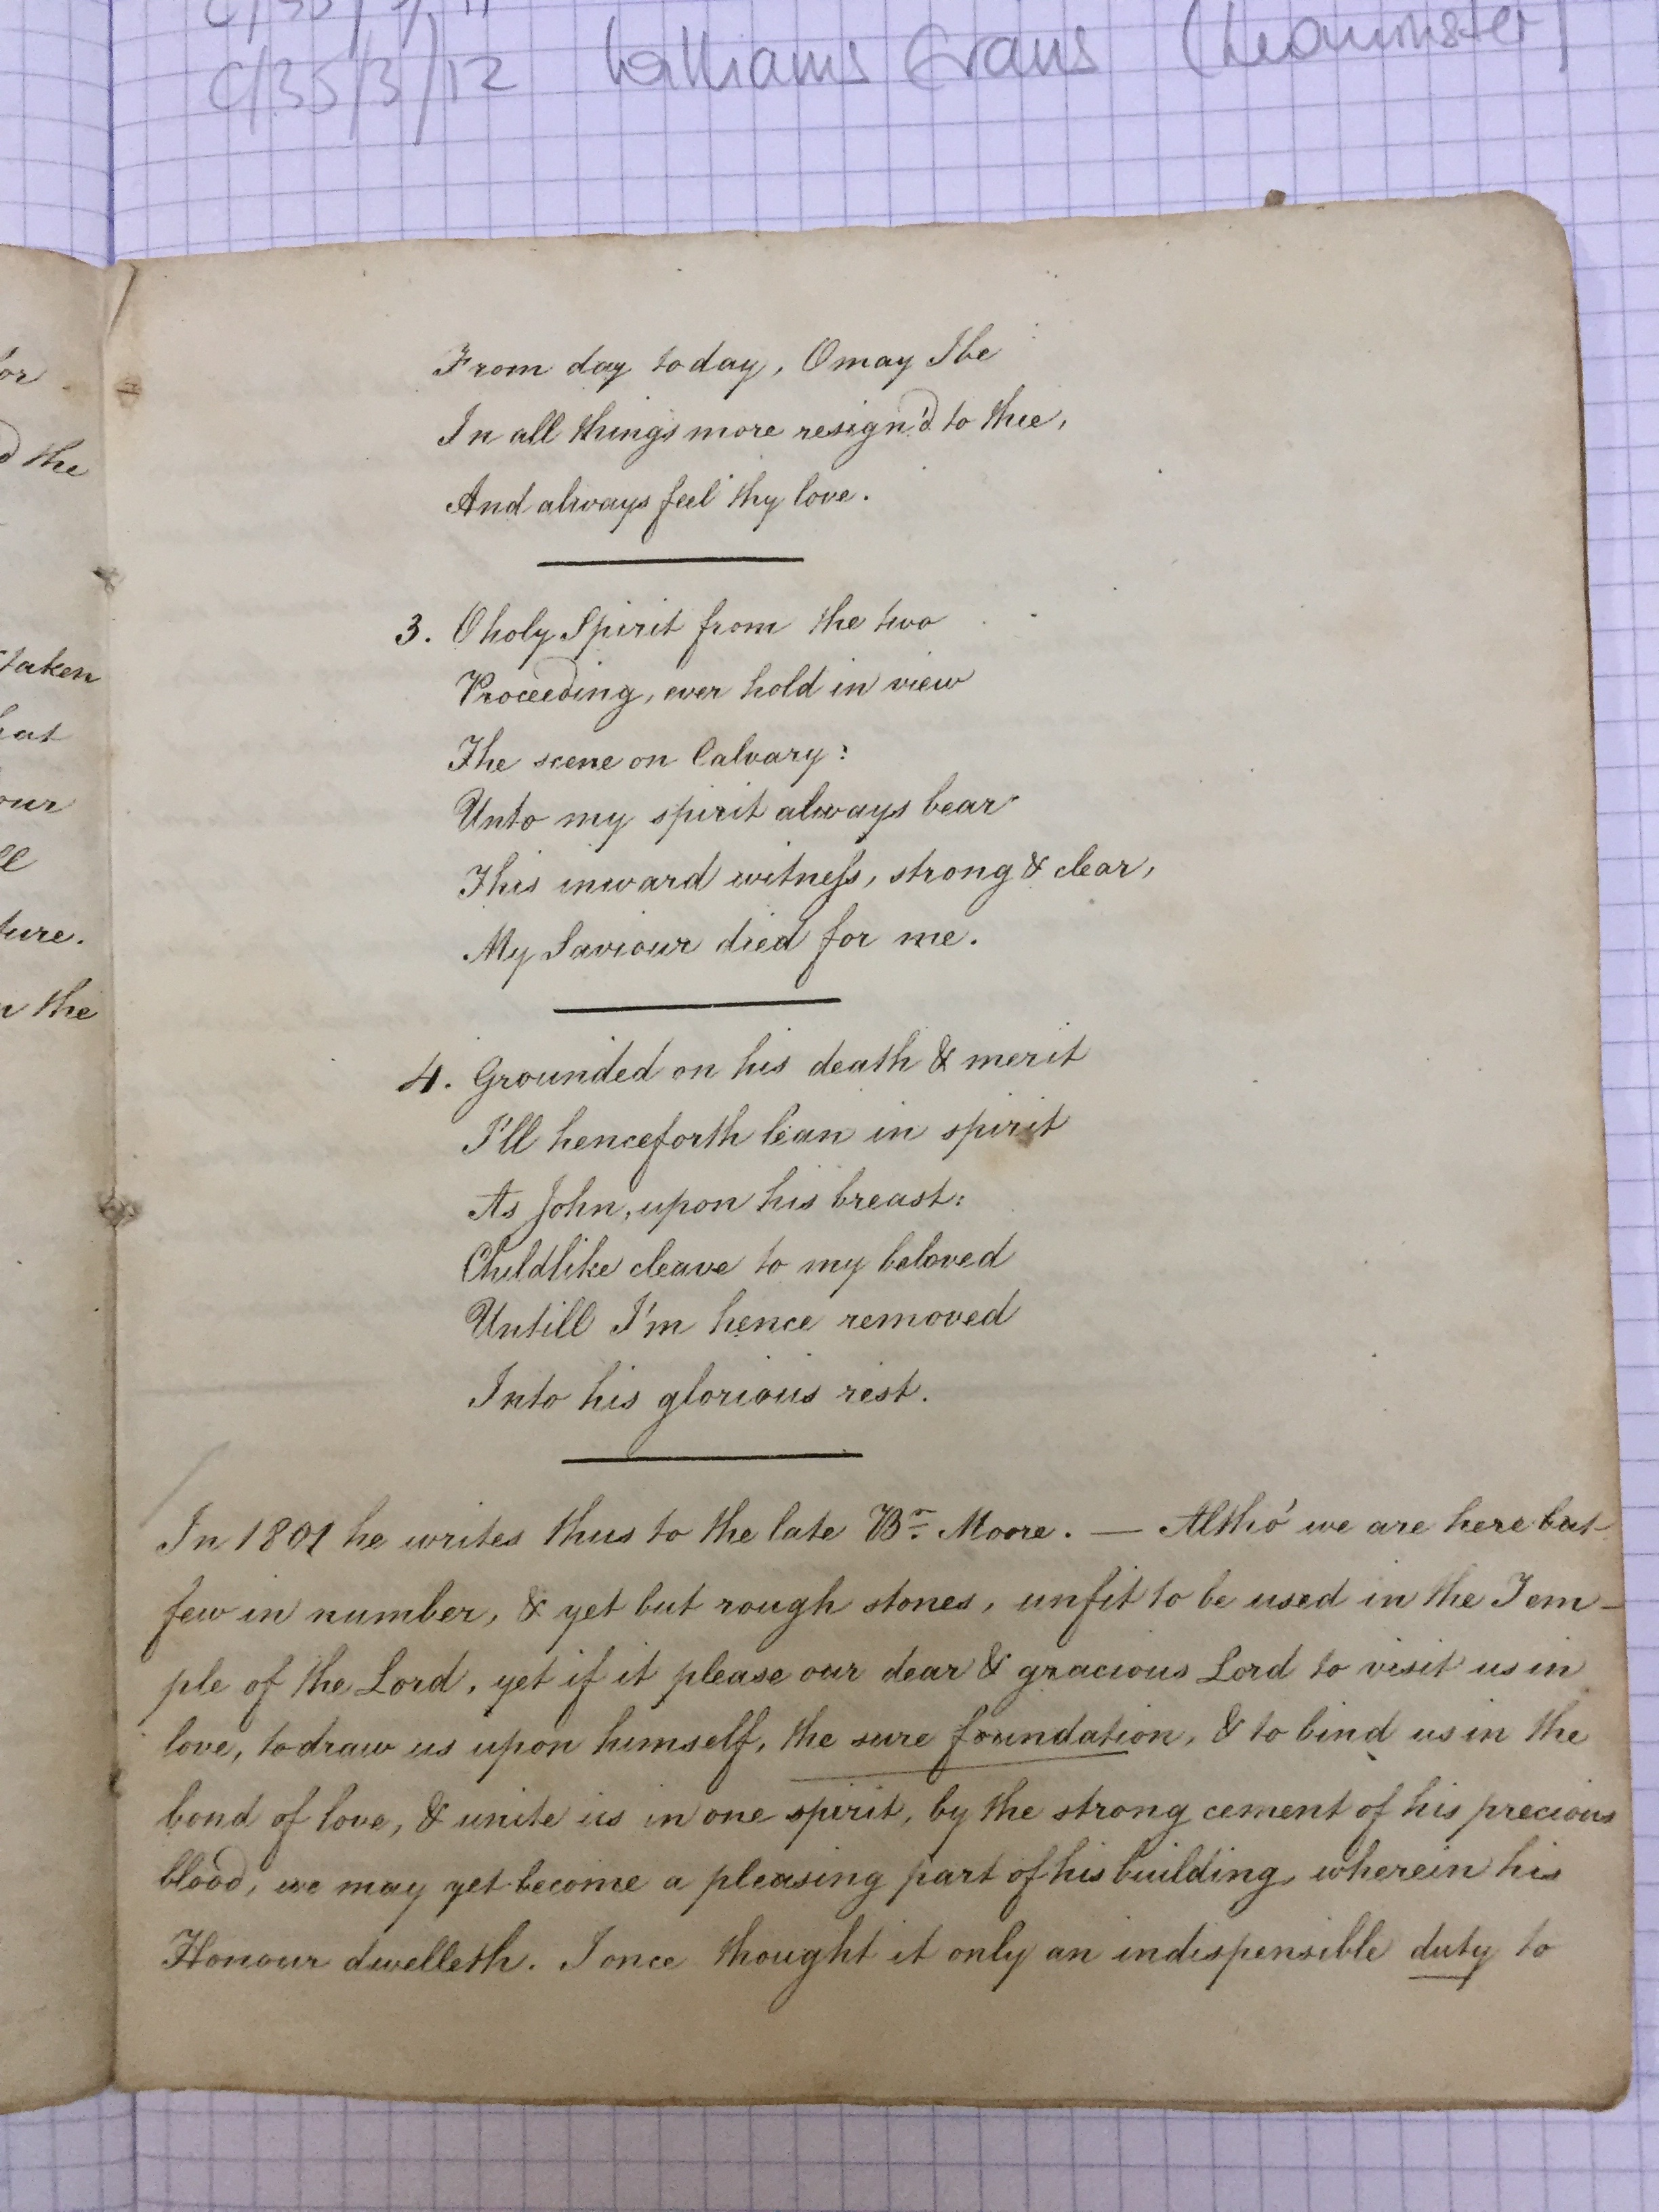 C/35/3/12 Williams Evans (Leominster)
or
d the
taken
hat
our
ll
ture.
n the
From day to day, O may I be
In all things more resign'd to thee,
And always feel thy love.
3. O holy Spirit from the two
Proceeding, ever hold in view
The scene on Calvary:
Unto my spirit always bear
This inward witness, strong & clear,
My Saviour died for me.
4. Grounded on his death & merit
I'll henceforth lean in spirit
As John, upon his breast:
Childlike cleave to my beloved
Untill I'm hence removed
Into his glorious rest.
In 1801 he writes thus to the late Br. Moore. — Altho' we are here but
few in number, & yet but rough stones, unfit to be used in the Tem-
ple of the Lord, yet if it please our dear & gracious Lord to visit us in
love, to draw us upon himself, the sure foundation, & to bind us in the
bond of love, & unite us in one spirit, by the strong cement of his precious
blood, we may yet become a pleasing part of his building, wherein his
Honour dwelleth. I once thought it only an indispensible duty to